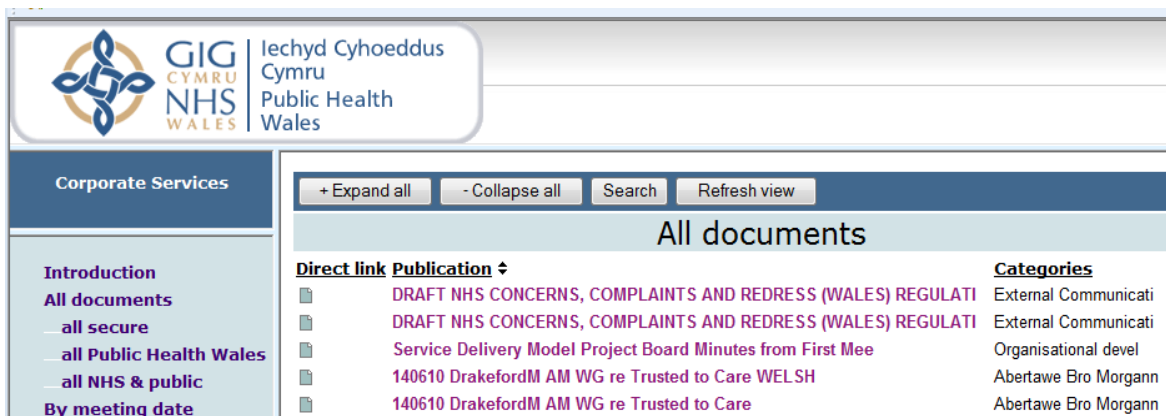 GIG
CYMRU
NHS
WALES
Iechyd Cyhoeddus
Cymru
Public Health
Wales
Corporate Services
Introduction
All documents
all secure
all Public Health Wales
all NHS & public
By meeting date
+ Expand all - Collapse all Search Refresh view
All documents
Direct link Publication Categories
DRAFT NHS CONCERNS, COMPLAINTS AND REDRESS (WALES) REGULATI External Communicati
DRAFT NHS CONCERNS, COMPLAINTS AND REDRESS (WALES) REGULATI External Communicati
Service Delivery Model Project Board Minutes from First Mee Organisational devel
140610 DrakefordM AM WG re Trusted to Care WELSH Abertawe Bro Morgann
140610 DrakefordM AM WG re Trusted to Care Abertawe Bro Morgann